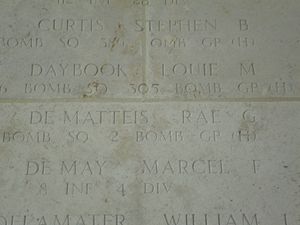 CURTIS STEPHEN B
BOMB SQ BOMB GP (H)
DAYBOOK LOUIE M
BOMB SQ 305 BOMB GP (H)
DE MATTEIS RAE G
BOMB SQ 2 BOMB GP (H)
DE MAY MARCEL F
8 INF 4 DIV
DELAMATER WILLIAM